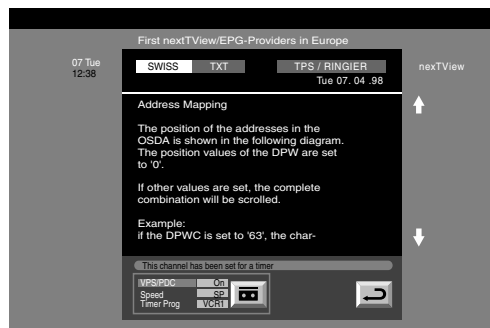 First nextTView/EPG-Providers in Europe
07 Tue
12:38
SWISS TXT TPS / RINGIER
nexTView
Tue 07. 04 .98
Address Mapping
The position of the addresses in the
OSDA is shown in the following diagram.
The position values of the DPW are set
to '0'.
If other values are set, the complete
combination will be scrolled.
Example:
if the DPWC is set to '63', the char-
This channel has been set for a timer
VPS/PDC On
Speed SP
Timer Prog VCR1